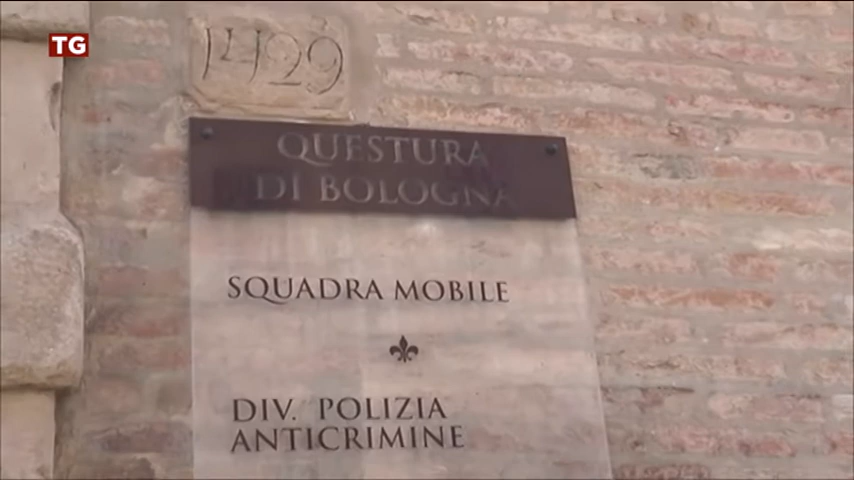 TG
1429
QUESTURA
DI BOLOGNA
SQUADRA MOBILE
DIV. POLIZIA
ANTICRIMINE